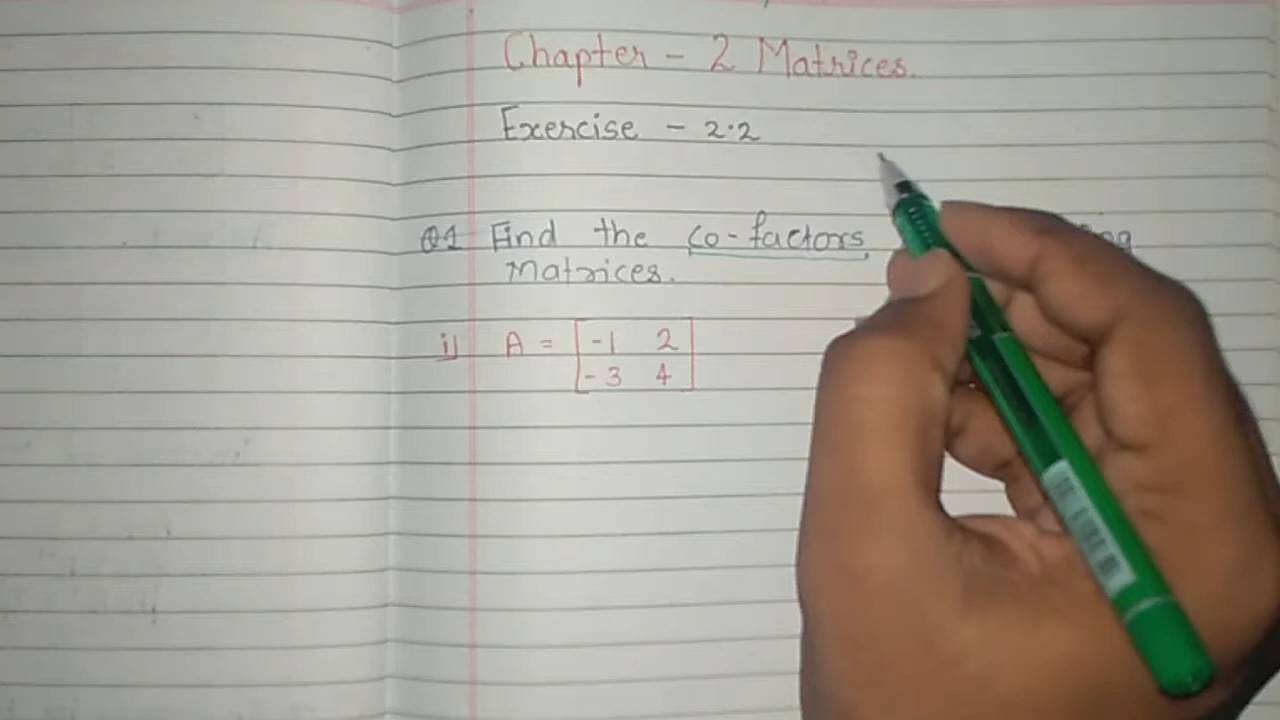 Chapter - 2 Matrices.
Exercise - 2.2
Q1 Find the co-factors
Matrices.
i) A = [-1 2
-3 4]